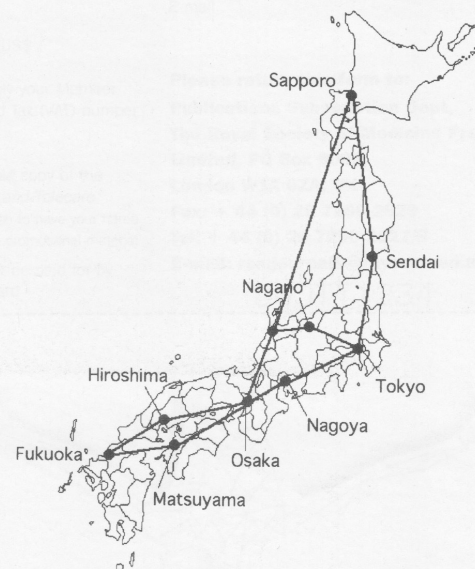 Sapporo
Sendai
Nagano
Tokyo
Hiroshima
Nagoya
Fukuoka
Osaka
Matsuyama